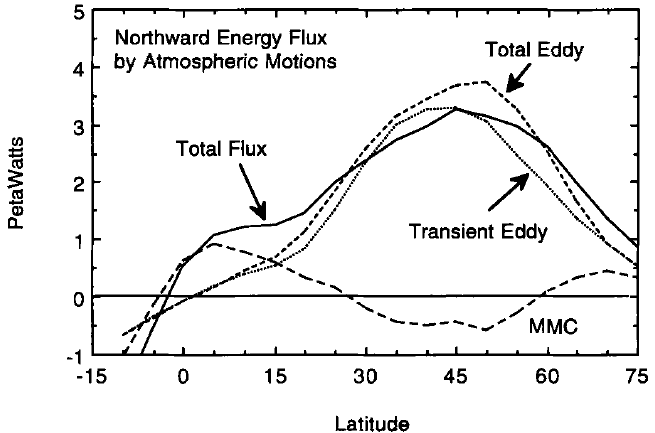 Northward Energy Flux
by Atmospheric Motions
Total Eddy
Total Flux
Transient Eddy
MMC
PetaWatts
5
4
3
2
1
0
-1
-15
0
15
30
45
60
75
Latitude